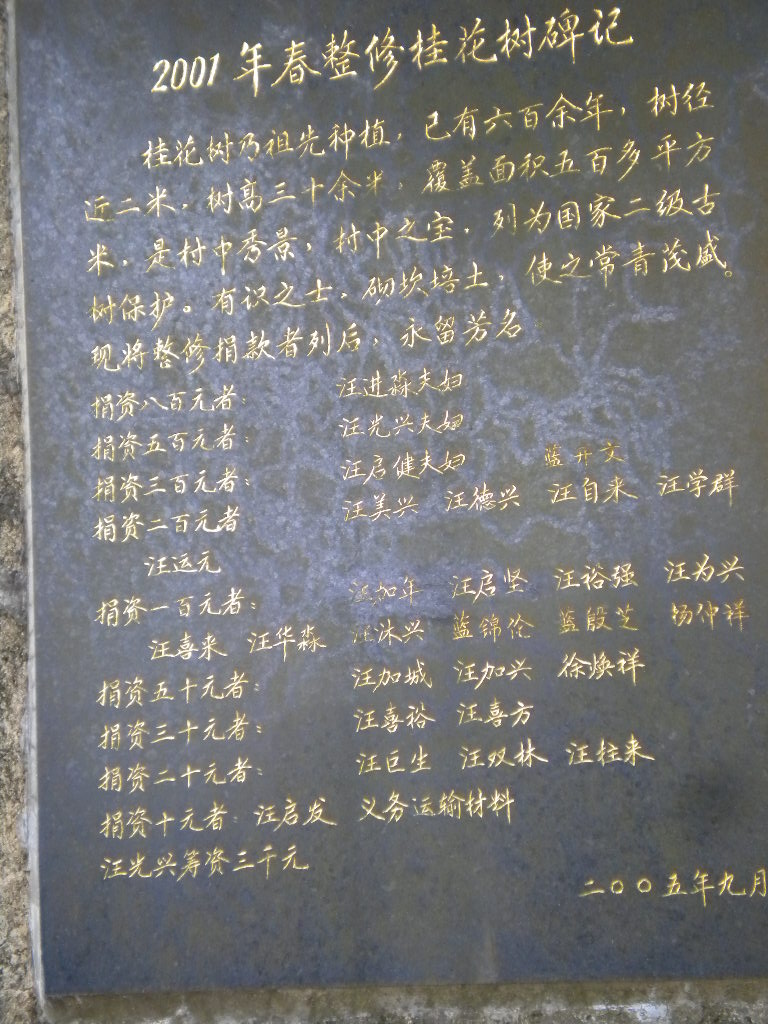 2001年春整修桂花树碑记
桂花树乃祖先种植，已有六百余年，树径
近二米，树高三十余米，覆盖面积五百多平方
米，是村中秀景，村中之宝，列为国家二级古
树保护。有识之士，砌坎培土，使之常青茂盛。
现将整修捐款者列后，永留芳名
捐资八百元者： 汪进淼夫妇
捐资五百元者： 汪光兴夫妇
捐资三百元者： 汪启健夫妇 蓝开文
捐资二百元者 汪美兴 汪德兴 汪自来 汪学群
汪运元
捐资一百元者： 汪加年 汪启坚 汪裕强 汪为兴
汪喜来 汪华淼 汪沐兴 蓝锦伦 蓝殷芝 杨仲祥
捐资五十元者： 汪加城 汪加兴 徐焕祥
捐资三十元者： 汪喜裕 汪喜方
捐资二十元者： 汪巨生 汪双林 汪柱来
捐资十元者： 汪启发 义务运输材料
汪光兴筹资三千元
二〇〇五年九月